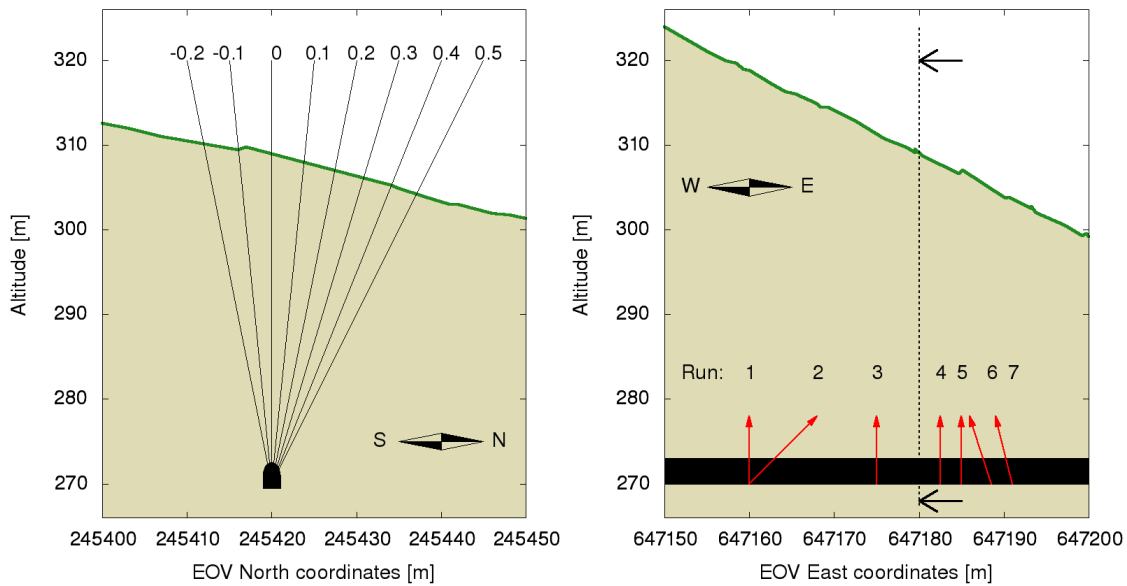 -0.2 -0.1 0 0.1 0.2 0.3 0.4 0.5
320
310
300
290
280
270
Altitude [m]
S N
245400 245410 245420 245430 245440 245450
EOV North coordinates [m]
320
310
300
290
280
270
Altitude [m]
W E
Run: 1 2 3 4 5 6 7
647150 647160 647170 647180 647190 647200
EOV East coordinates [m]